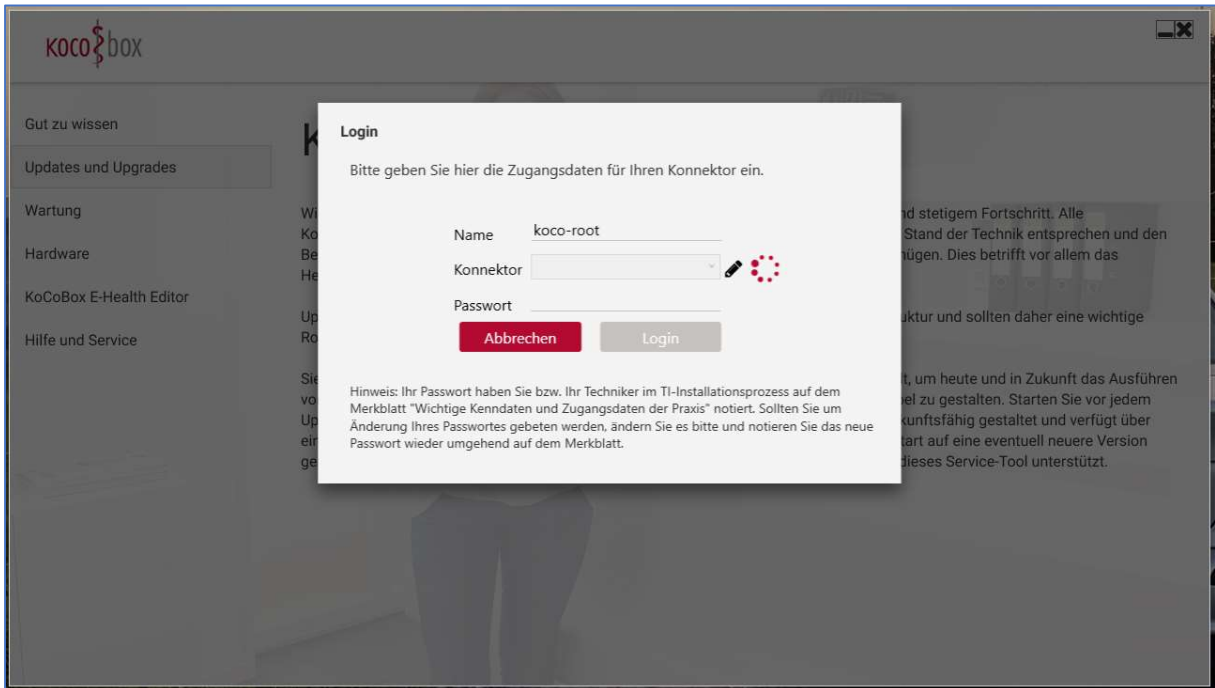 KOCO box
Gut zu wissen
Updates und Upgrades
Wartung
Hardware
KoCoBox E-Health Editor
Hilfe und Service
Login
Bitte geben Sie hier die Zugangsdaten für Ihren Konnektor ein.
Name koco-root
Konnektor
Passwort
Abbrechen Login
Hinweis: Ihr Passwort haben Sie bzw. Ihr Techniker im TI-Installationsprozess auf dem
Merkblatt "Wichtige Kenndaten und Zugangsdaten der Praxis" notiert. Sollten Sie um
Änderung Ihres Passwortes gebeten werden, ändern Sie es bitte und notieren Sie das neue
Passwort wieder umgehend auf dem Merkblatt.
stetigem Fortschritt. Alle
Stand der Technik entsprechen und den
Dies betrifft vor allem das
und sollten daher eine wichtige
um heute und in Zukunft das Ausführen
zu gestalten. Starten Sie vor jedem
gestaltet und verfügt über
auf eine eventuell neuere Version
dieses Service-Tool unterstützt.